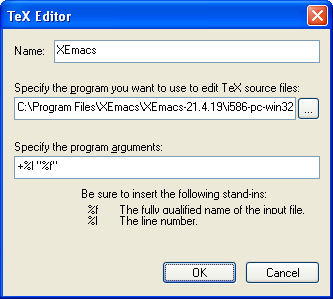 TeX Editor
Name: XEmacs
Specify the program you want to use to edit TeX source files:
C:\Program Files\XEmacs\XEmacs-21.4.19\i586-pc-win32 ...
Specify the program arguments:
+%l "%f"
Be sure to insert the following stand-ins:
%f The fully qualified name of the input file.
%l The line number.
OK Cancel